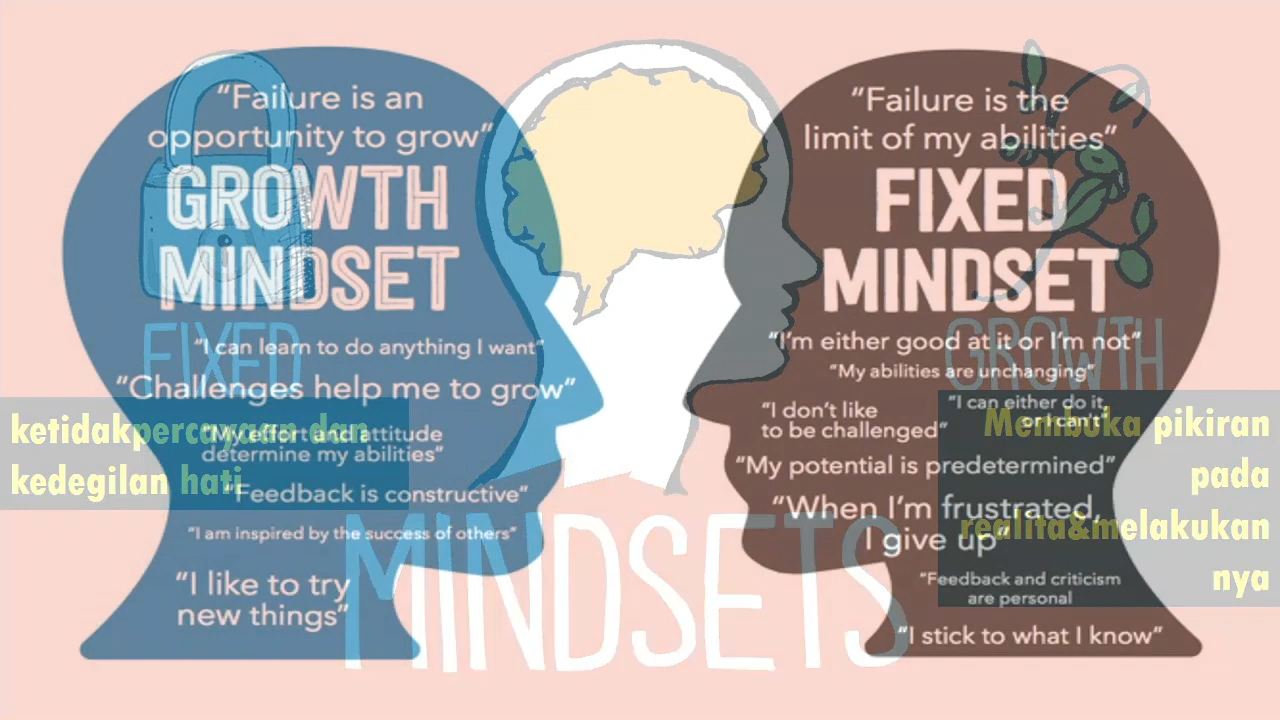 “Failure is an
opportunity to grow”
GROWTH
MINDSET
“I can learn to do anything I want”
“Challenges help me to grow”
“My effort and attitude
determine my abilities”
“Feedback is constructive”
“I am inspired by the success of others”
“I like to try
new things”
“Failure is the
limit of my abilities”
FIXED
MINDSET
“I’m either good at it or I’m not”
“My abilities are unchanging”
“I don’t like
to be challenged”
“I can either do it,
or I can’t”
“My potential is predetermined”
“When I’m frustrated,
I give up”
“Feedback and criticism
are personal
“I stick to what I know”
FIXED
GROWTH
MINDSETS
ketidakpercayaan dan
kedegilan hati
Membuka pikiran
pada
realita&melakukan
nya